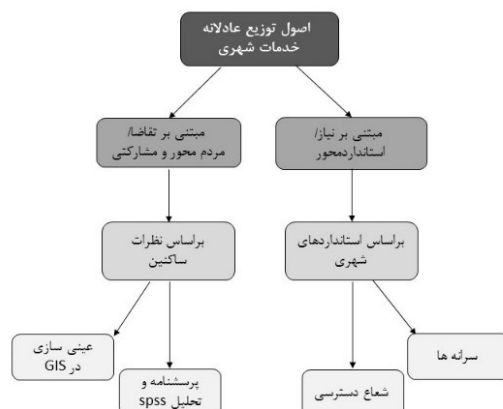 اصول توزیع عادلانه
خدمات شهری
مبتنی بر نیاز/
استانداردمحور
مبتنی بر تقاضا/
مردم محور و مشارکتی
براساس استانداردهای
شهری
براساس نظرات
ساکنین
سرانه ها
شعاع دسترسی
پرسشنامه و
تحلیل spss
عینی سازی
در GIS